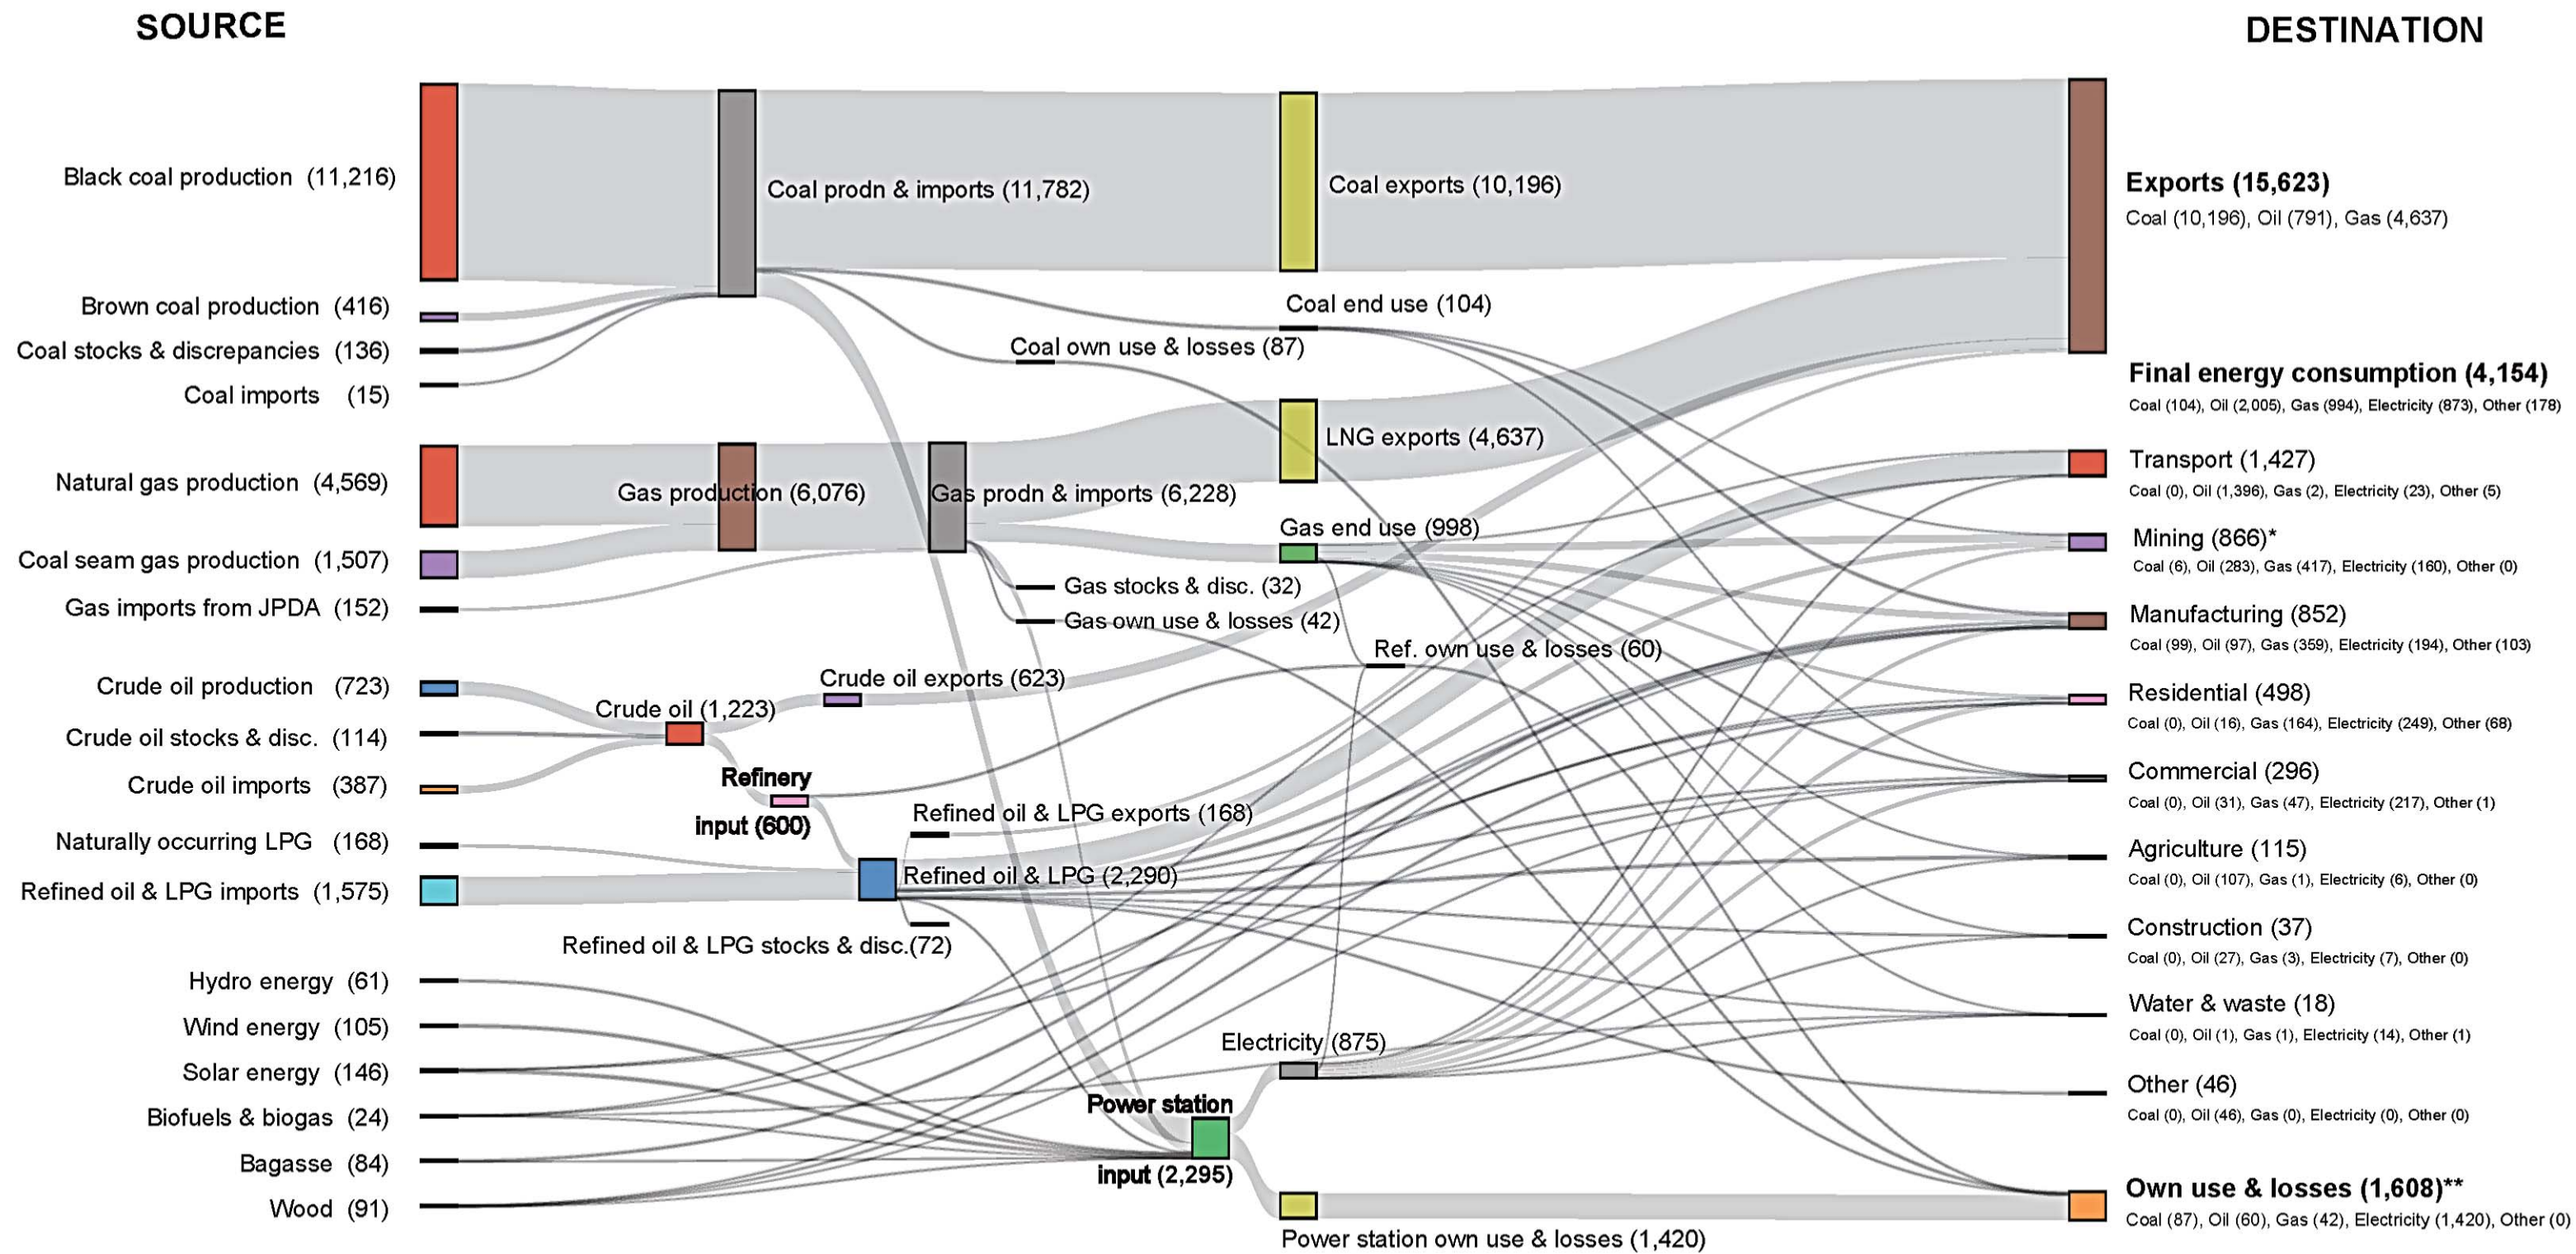 SOURCE
DESTINATION
Black coal production (11,216)
Brown coal production (416)
Coal stocks & discrepancies (136)
Coal imports (15)
Natural gas production (4,569)
Coal seam gas production (1,507)
Gas imports from JPDA (152)
Crude oil production (723)
Crude oil stocks & disc. (114)
Crude oil imports (387)
Naturally occurring LPG (168)
Refined oil & LPG imports (1,575)
Hydro energy (61)
Wind energy (105)
Solar energy (146)
Biofuels & biogas (24)
Bagasse (84)
Wood (91)
Coal prodn & imports (11,782)
Gas production (6,076)
Gas prodn & imports (6,228)
Crude oil (1,223)
Crude oil exports (623)
Refinery
input (600)
Refined oil & LPG exports (168)
Refined oil & LPG (2,290)
Refined oil & LPG stocks & disc.(72)
Coal exports (10,196)
Coal end use (104)
Coal own use & losses (87)
LNG exports (4,637)
Gas end use (998)
Gas stocks & disc. (32)
Gas own use & losses (42)
Ref. own use & losses (60)
Electricity (875)
Power station
input (2,295)
Power station own use & losses (1,420)
Exports (15,623)
Coal (10,196), Oil (791), Gas (4,637)
Final energy consumption (4,154)
Coal (104), Oil (2,005), Gas (994), Electricity (873), Other (178)
Transport (1,427)
Coal (0), Oil (1,396), Gas (2), Electricity (23), Other (5)
Mining (866)*
Coal (6), Oil (283), Gas (417), Electricity (160), Other (0)
Manufacturing (852)
Coal (99), Oil (97), Gas (359), Electricity (194), Other (103)
Residential (498)
Coal (0), Oil (16), Gas (164), Electricity (249), Other (68)
Commercial (296)
Coal (0), Oil (31), Gas (47), Electricity (217), Other (1)
Agriculture (115)
Coal (0), Oil (107), Gas (1), Electricity (6), Other (0)
Construction (37)
Coal (0), Oil (27), Gas (3), Electricity (7), Other (0)
Water & waste (18)
Coal (0), Oil (1), Gas (1), Electricity (14), Other (1)
Other (46)
Coal (0), Oil (46), Gas (0), Electricity (0), Other (0)
Own use & losses (1,608)**
Coal (87), Oil (60), Gas (42), Electricity (1,420), Other (0)